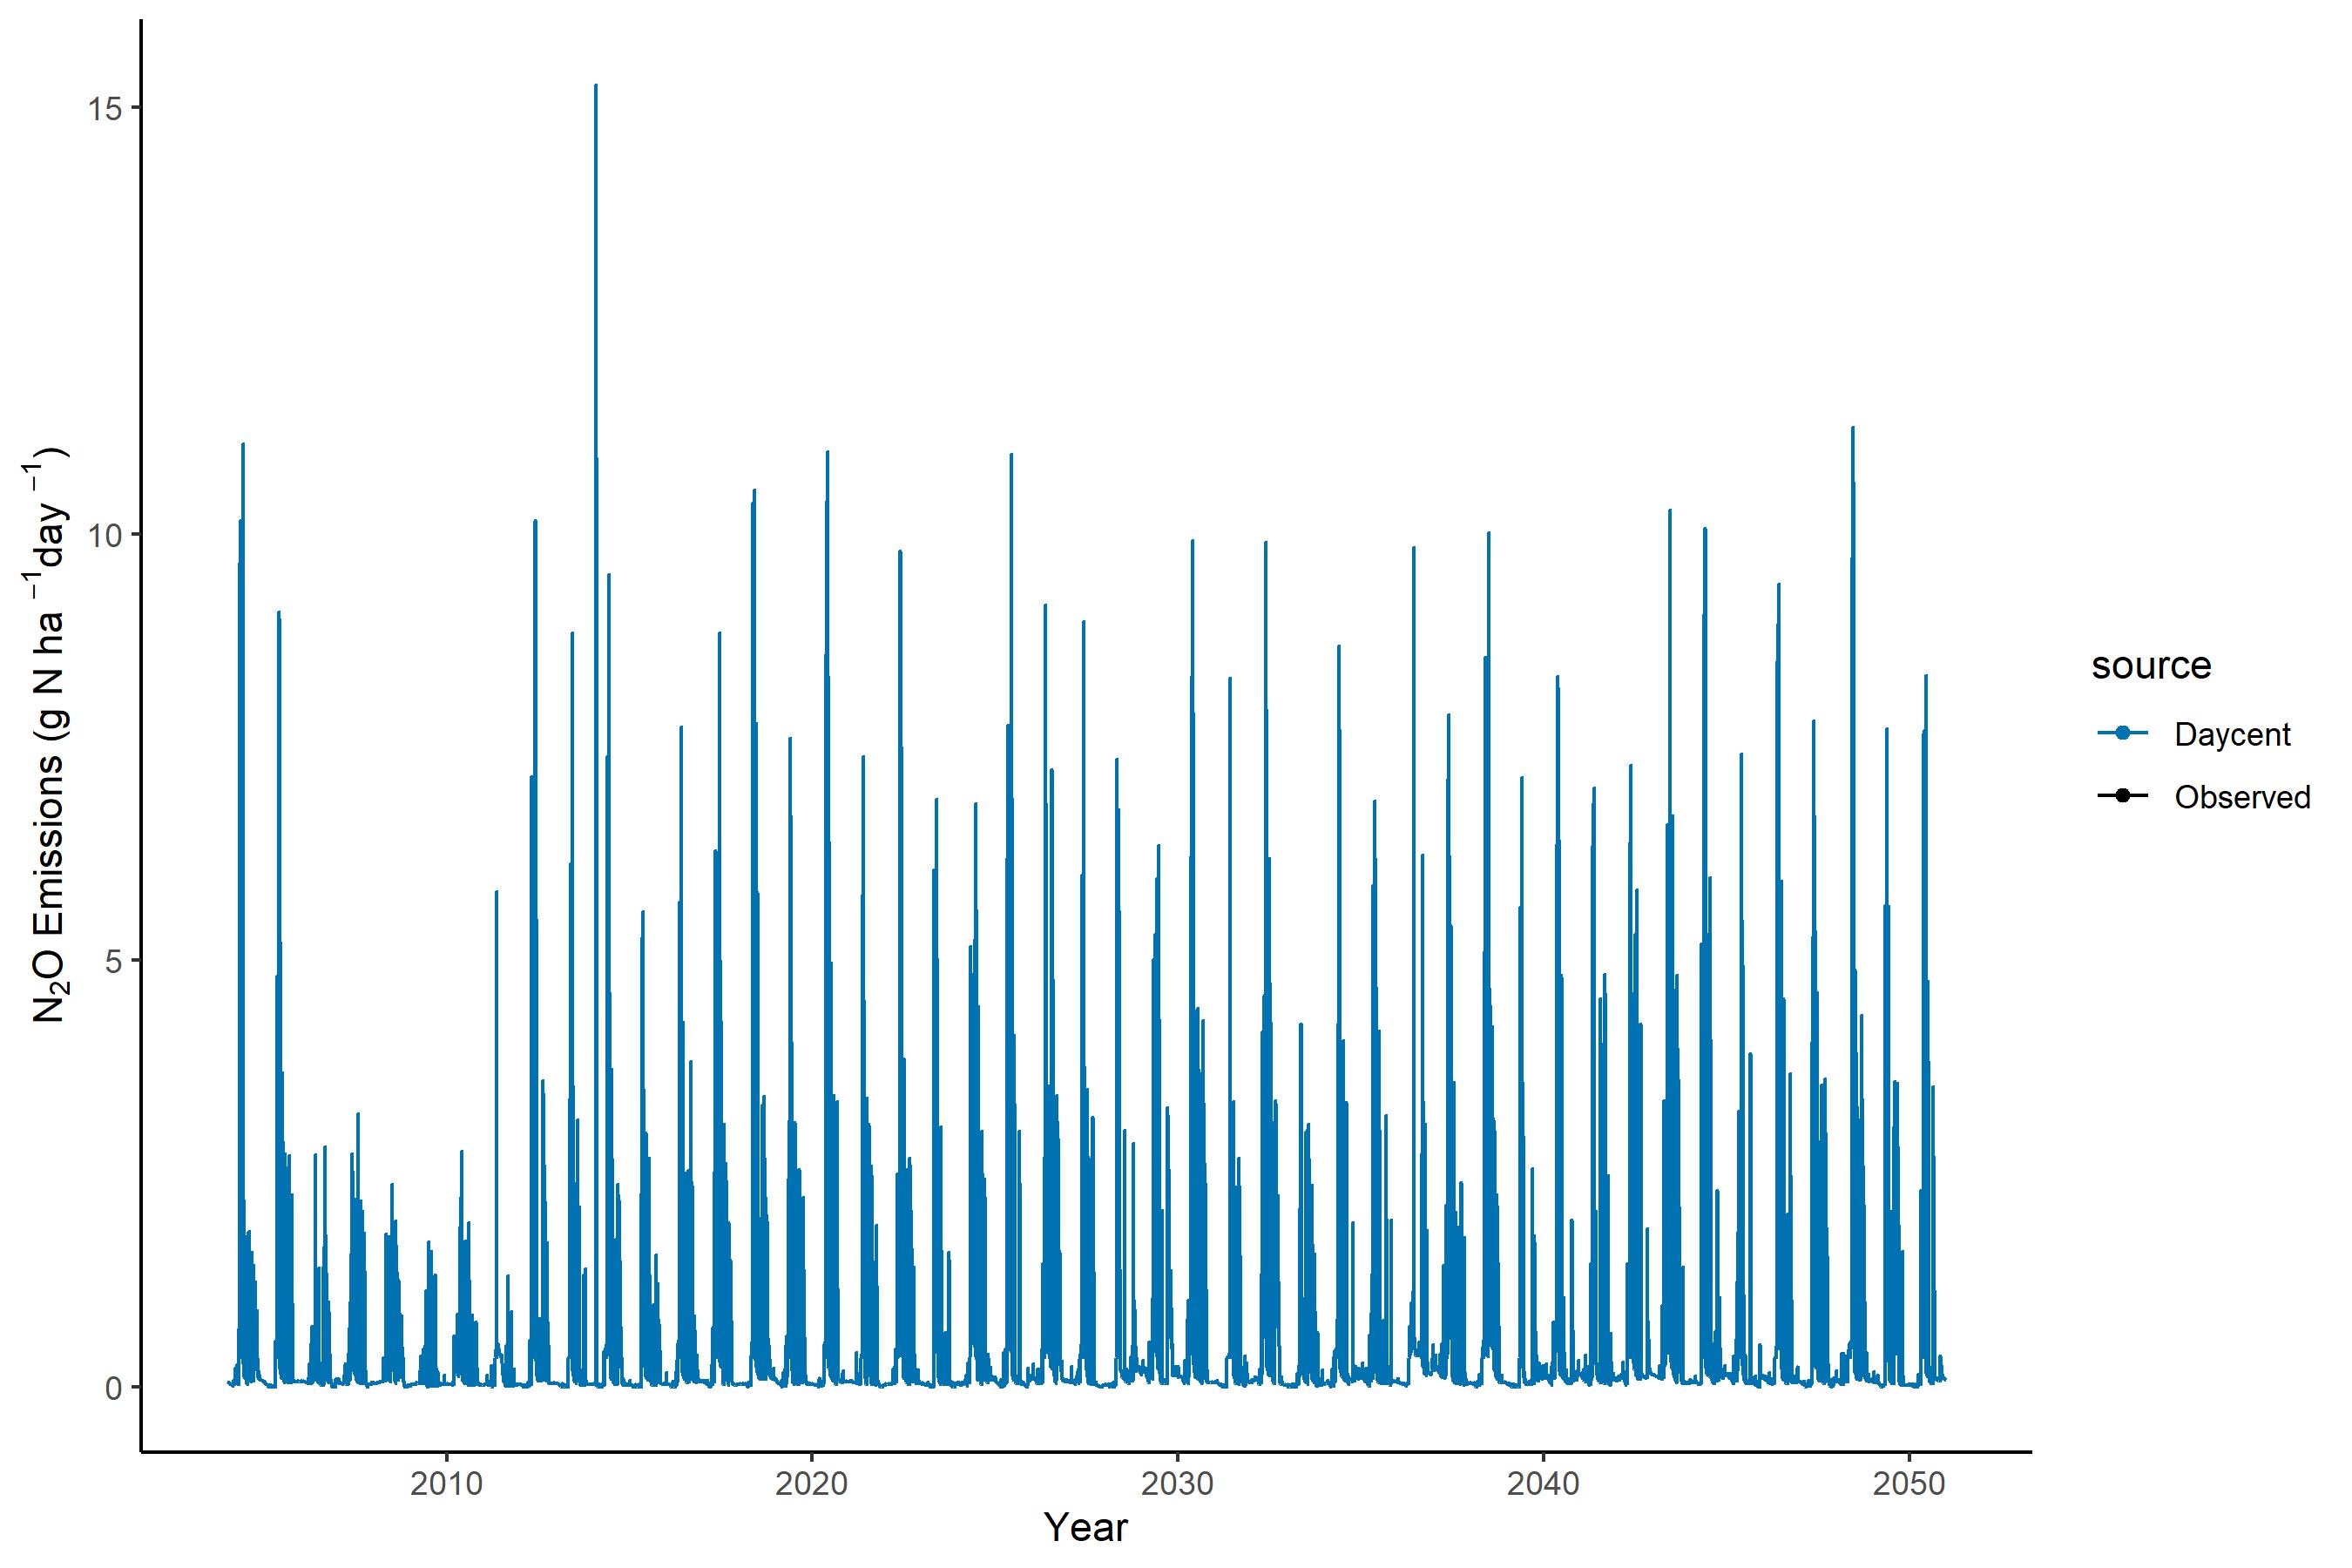 15
10
5
0
N₂O Emissions (g N ha ⁻¹day ⁻¹)
2010 2020 2030 2040 2050
Year
source
Daycent
Observed